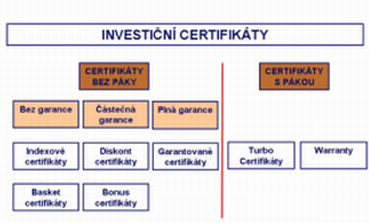 INVESTIČNÍ CERTIFIKÁTY
CERTIFIKÁTY
BEZ PÁKY
CERTIFIKÁTY
S PÁKOU
Bez garance
Částečná
garance
Plná garance
Indexové
certifikáty
Diskont
certifikáty
Garantované
certifikáty
Turbo
Certifikáty
Warranty
Basket
certifikáty
Bonus
certifikáty